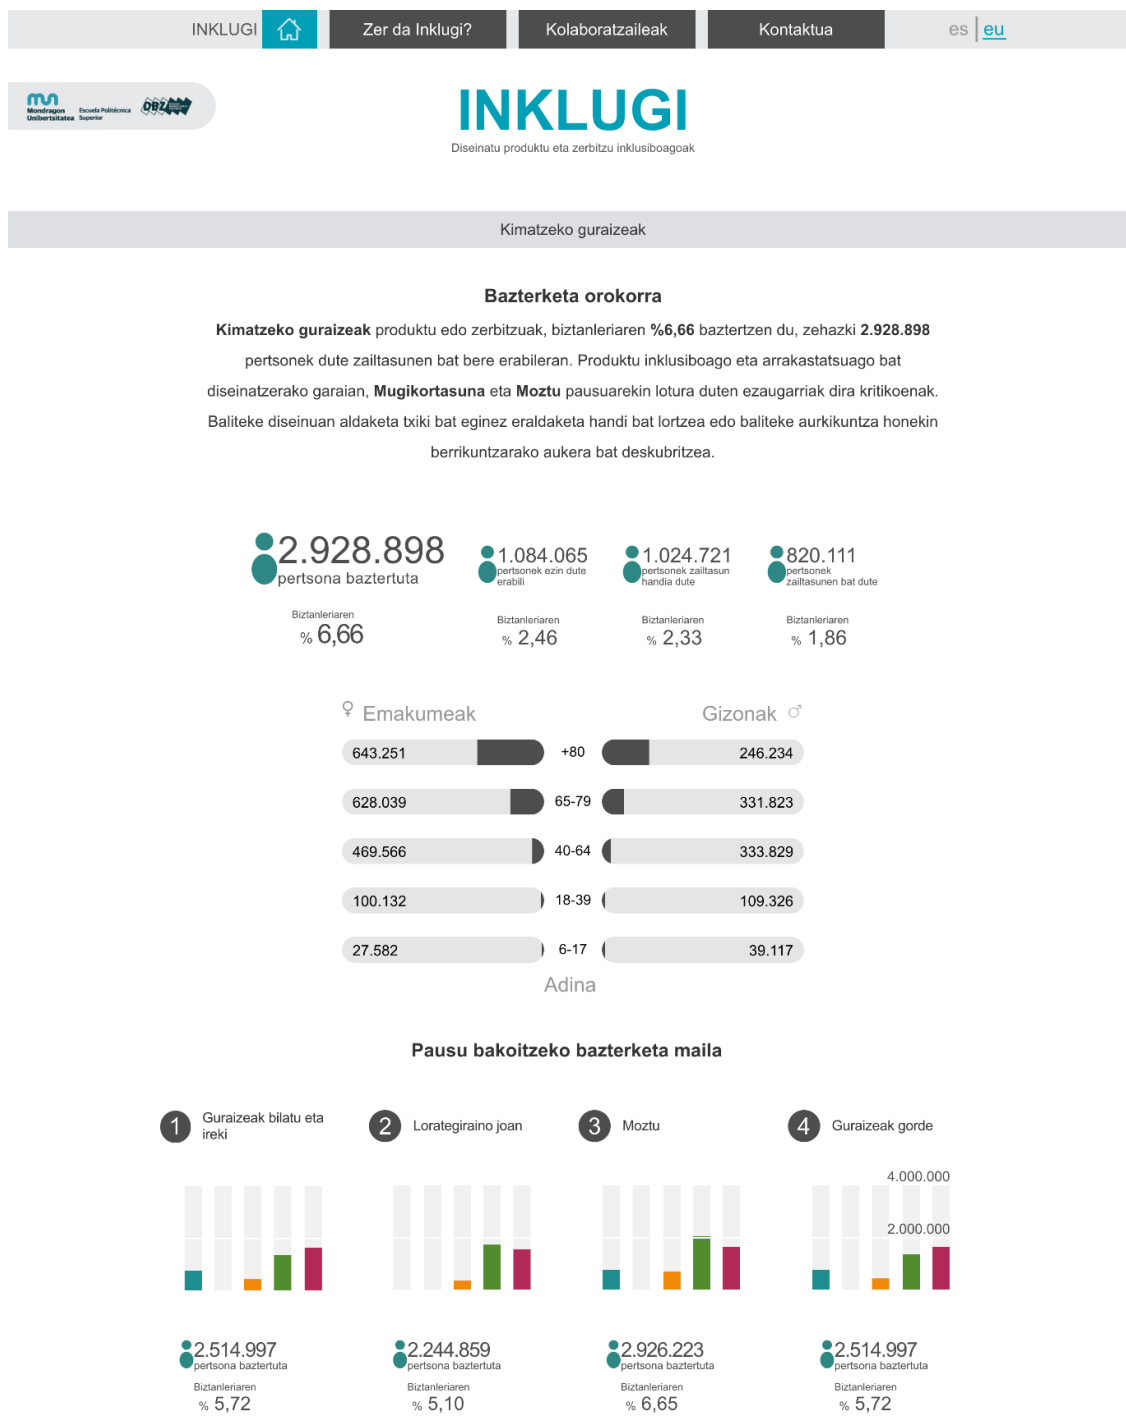 INKLUGI
Zer da Inklugi?
Kolaboratzaileak
Kontaktua
es | eu
Mondragon
Unibertsitatea
Escuela Politécnica
Superior
DBZ
INKLUGI
Diseinatu produktu eta zerbitzu inklusiboagoak
Kimatzeko guraizeak
Bazterketa orokorra
Kimatzeko guraizeak produktu edo zerbitzuak, biztanleriaren %6,66 baztertzen du, zehazki 2.928.898
pertsonek dute zailtasunen bat bere erabileran. Produktu inklusiboago eta arrakastatsuago bat
diseinatzerako garaian, Mugikortasuna eta Moztu pausuarekin lotura duten ezaugarriak dira kritikoenak.
Baliteke diseinuan aldaketa txiki bat eginez eraldaketa handi bat lortzea edo baliteke aurkikuntza honekin
berrikuntzarako aukera bat deskubritzea.
2.928.898
pertsona baztertuta
Biztanleriaren
% 6,66
1.084.065
pertsonek ezin dute
erabili
Biztanleriaren
% 2,46
1.024.721
pertsonek zailtasun
handia dute
Biztanleriaren
% 2,33
820.111
pertsonek
zailtasunen bat dute
Biztanleriaren
% 1,86
♀ Emakumeak
Gizonak ♂
643.251 +80 246.234
628.039 65-79 331.823
469.566 40-64 333.829
100.132 18-39 109.326
27.582 6-17 39.117
Adina
Pausu bakoitzeko bazterketa maila
1 Guraizeak bilatu eta
ireki
2 Lorategiraino joan
3 Moztu
4 Guraizeak gorde
4.000.000
2.000.000
2.514.997
pertsona baztertuta
Biztanleriaren
% 5,72
2.244.859
pertsona baztertuta
Biztanleriaren
% 5,10
2.926.223
pertsona baztertuta
Biztanleriaren
% 6,65
2.514.997
pertsona baztertuta
Biztanleriaren
% 5,72